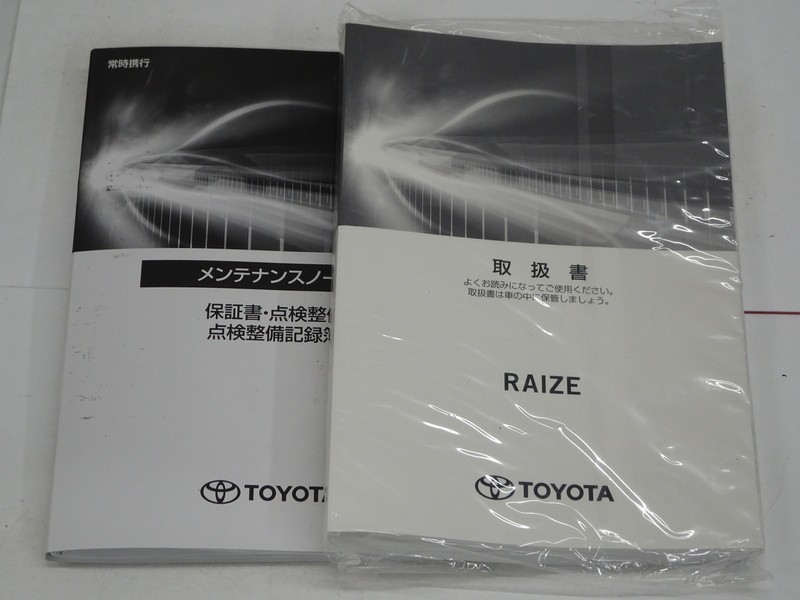 常時携行
メンテナンスノー
保証書・点検整
点検整備記録
TOYOTA
取扱書
よくお読みになってご使用ください。
取扱書は車の中に保管しましょう。
RAIZE
TOYOTA